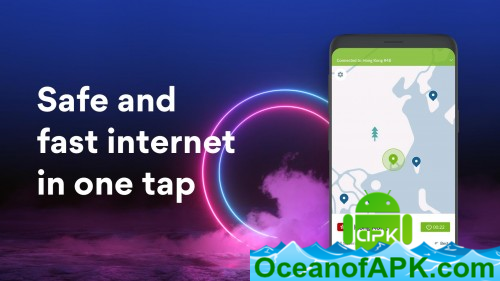 Safe and
fast internet
in one tap
APK
OceanofAPK.com